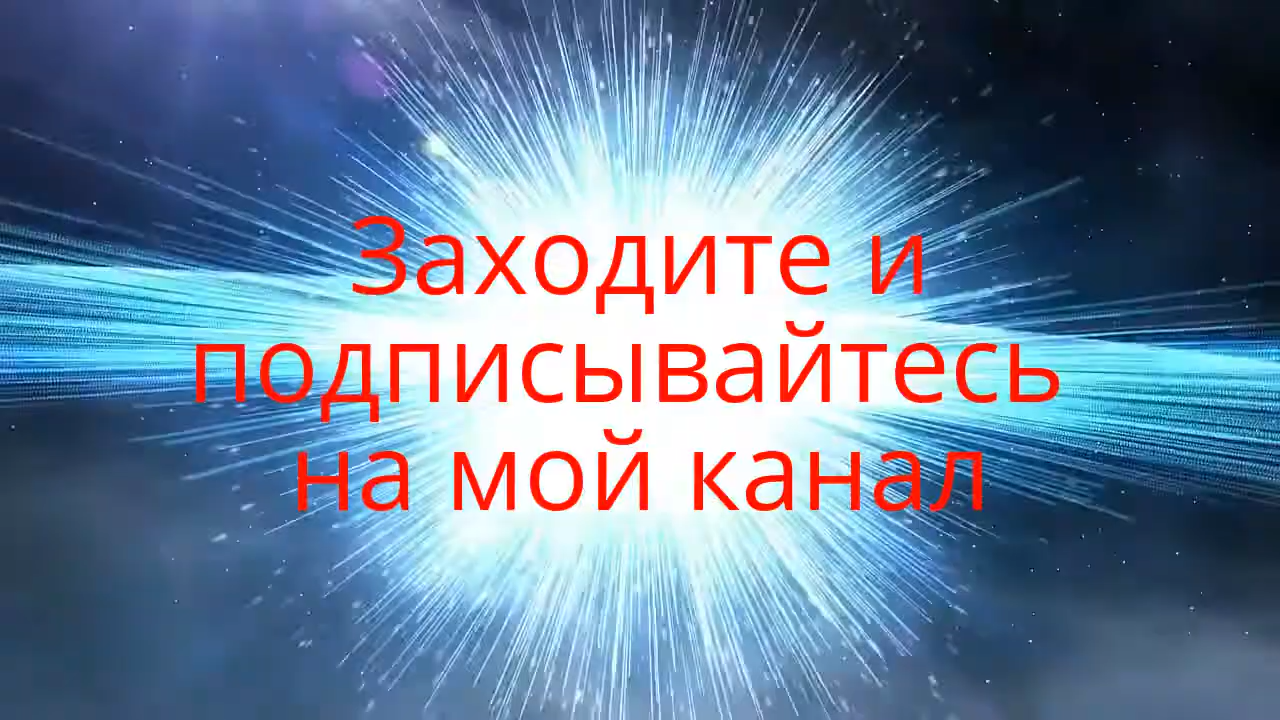 Заходите и
подписывайтесь
на мой канал